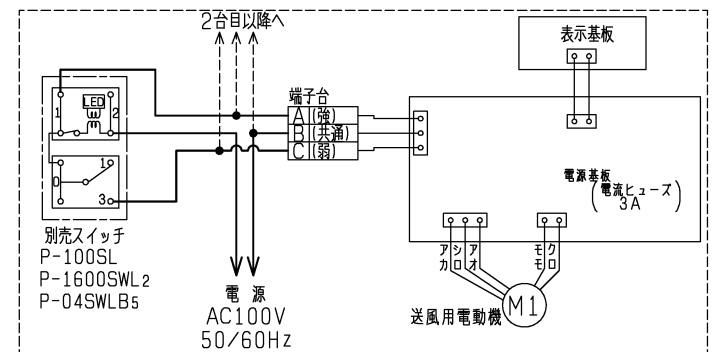 2台目以降へ
表示基板
端子台
A(強)
B(共通)
C(弱)
LED
1
2
0
1
3
電源基板
(電流ヒューズ)
3A
アカ
シロ
アオ
モモ
クロ
M1
送風用電動機
別売スイッチ
P-100SL
P-1600SWL2
P-04SWLB5
電源
AC100V
50/60Hz